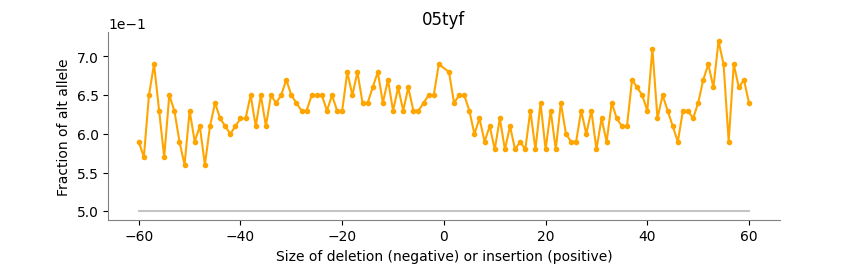 05tyf
1e−1
7.0
6.5
6.0
5.5
5.0
Fraction of alt allele
−60 −40 −20 0 20 40 60
Size of deletion (negative) or insertion (positive)